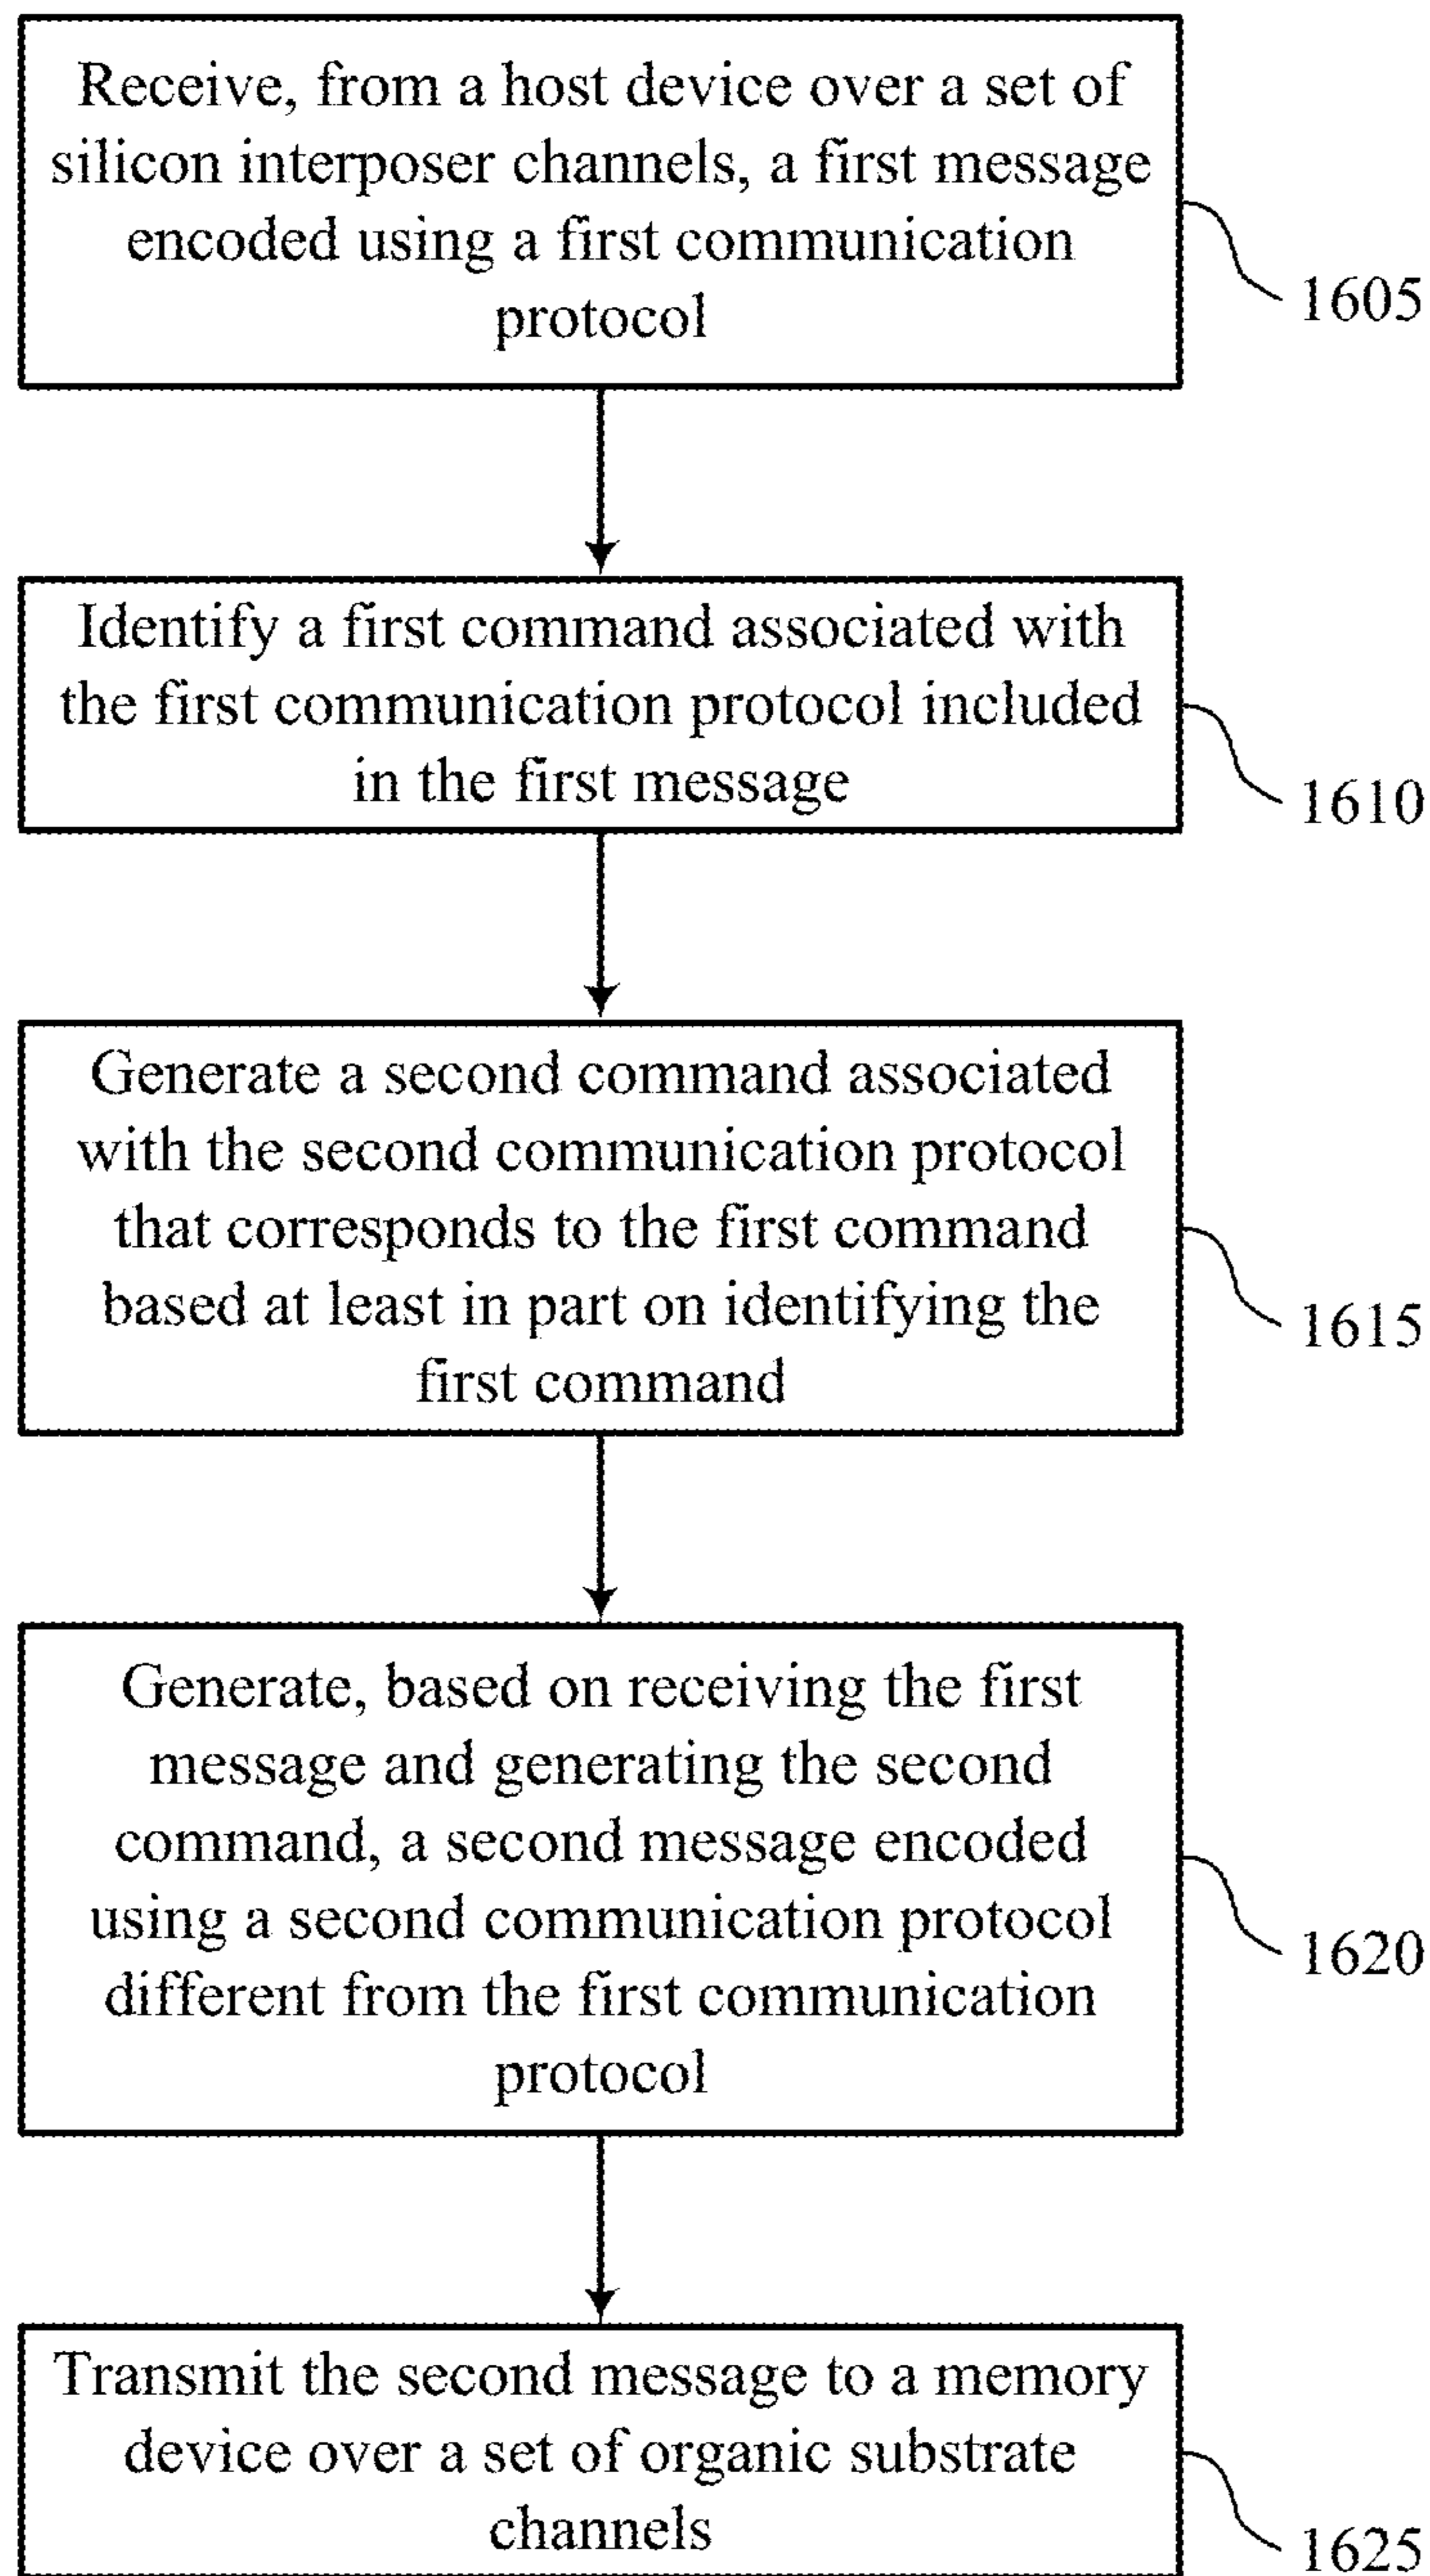 Receive, from a host device over a set of
silicon interposer channels, a first message
encoded using a first communication
protocol
1605
Identify a first command associated with
the first communication protocol included
in the first message
1610
Generate a second command associated
with the second communication protocol
that corresponds to the first command
based at least in part on identifying the
first command
1615
Generate, based on receiving the first
message and generating the second
command, a second message encoded
using a second communication protocol
different from the first communication
protocol
1620
Transmit the second message to a memory
device over a set of organic substrate
channels
1625